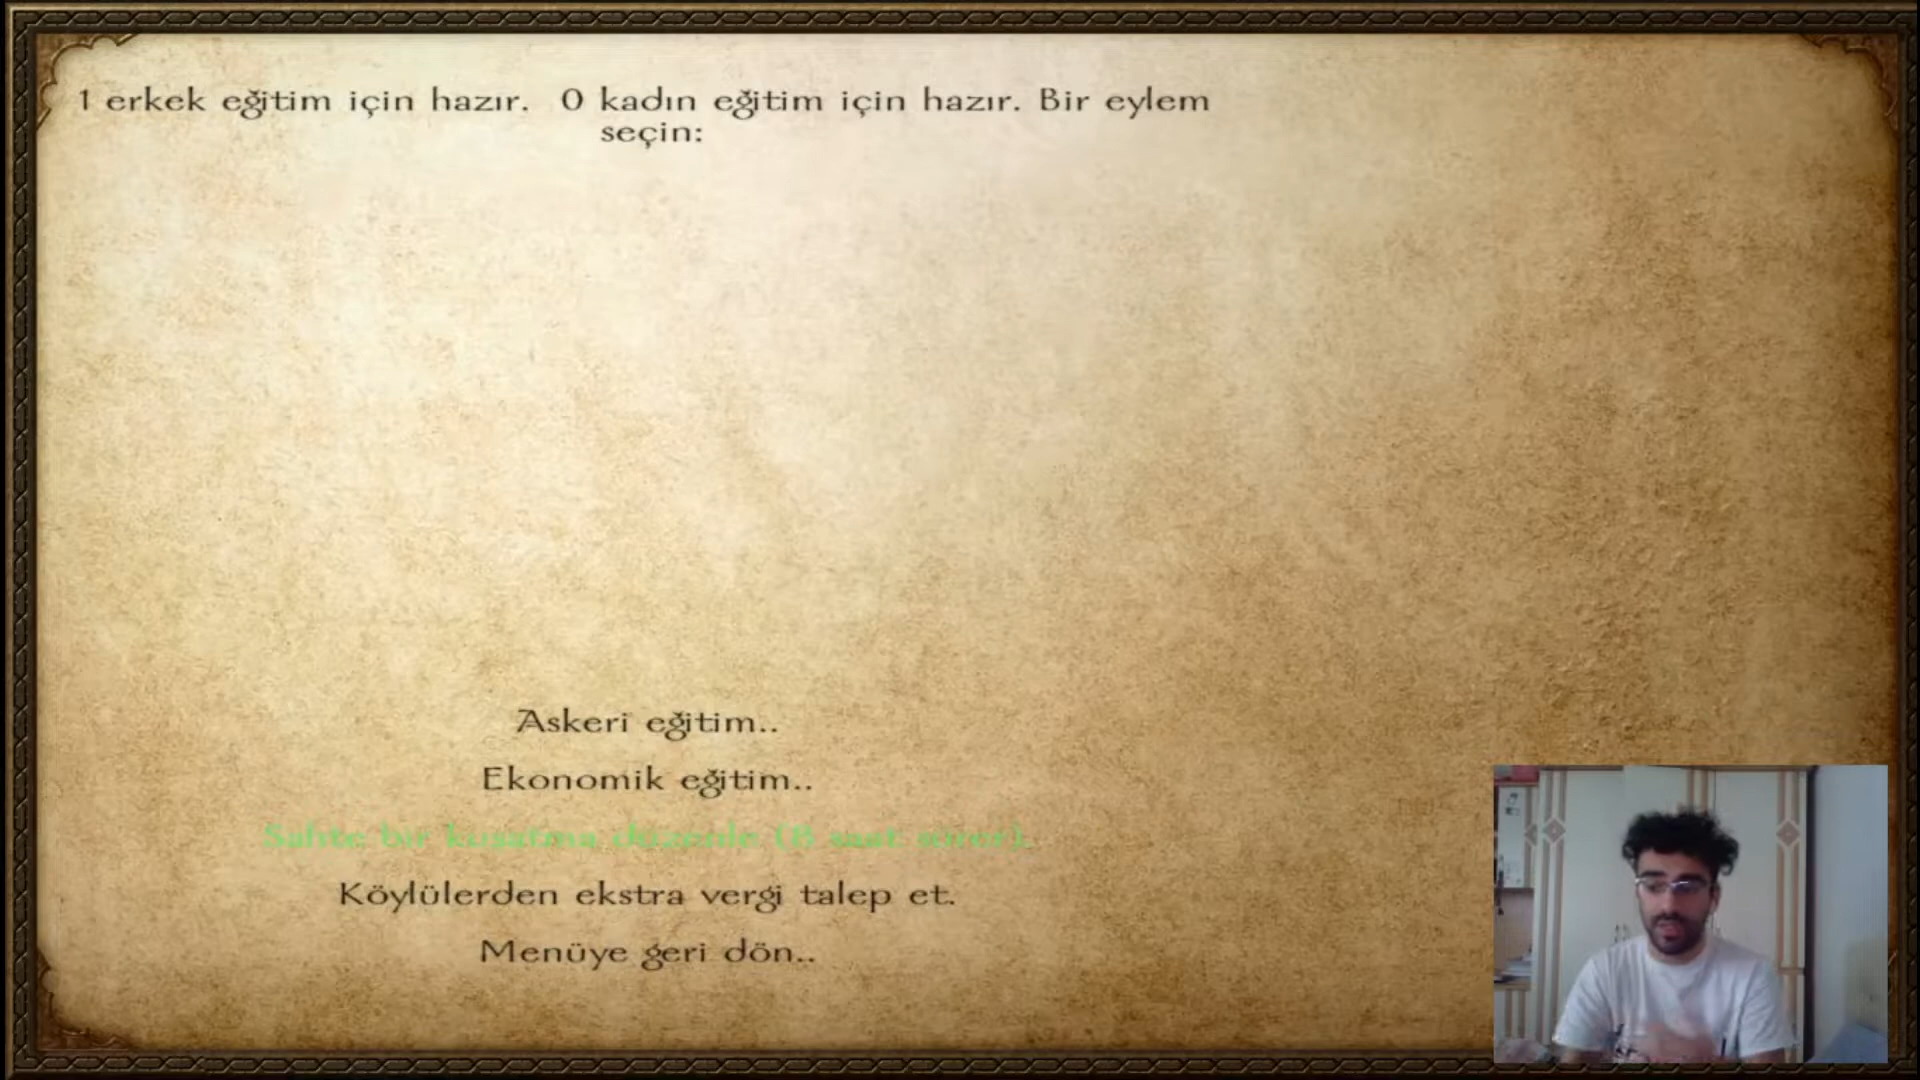 1 erkek eğitim için hazır. 0 kadın eğitim için hazır. Bir eylem
seçin:
Askeri eğitim..
Ekonomik eğitim..
Sahte bir kuşatma düzenle (8 saat sürer).
Köylülerden ekstra vergi talep et.
Menüye geri dön..